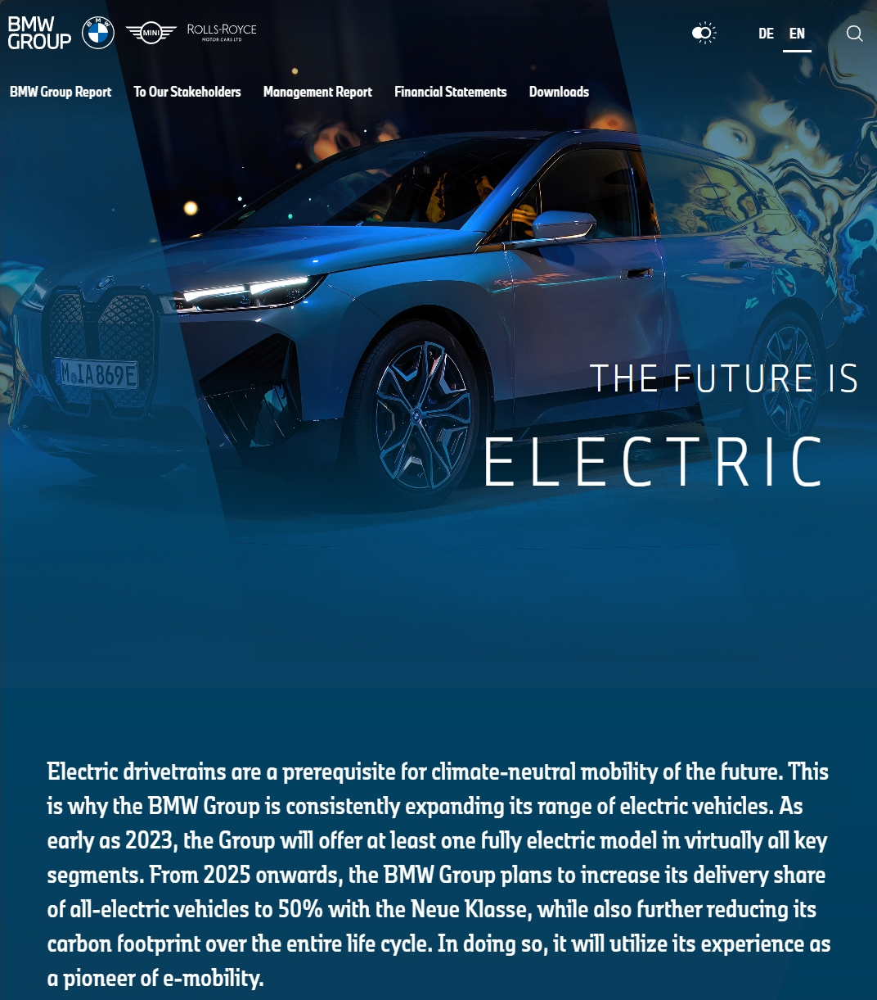 BMW
GROUP
BMW
MINI
ROLLS-ROYCE
MOTOR CARS LTD
DE EN
BMW Group Report To Our Stakeholders Management Report Financial Statements Downloads
M IA 869E
THE FUTURE IS
ELECTRIC
Electric drivetrains are a prerequisite for climate-neutral mobility of the future. This
is why the BMW Group is consistently expanding its range of electric vehicles. As
early as 2023, the Group will offer at least one fully electric model in virtually all key
segments. From 2025 onwards, the BMW Group plans to increase its delivery share
of all-electric vehicles to 50% with the Neue Klasse, while also further reducing its
carbon footprint over the entire life cycle. In doing so, it will utilize its experience as
a pioneer of e-mobility.